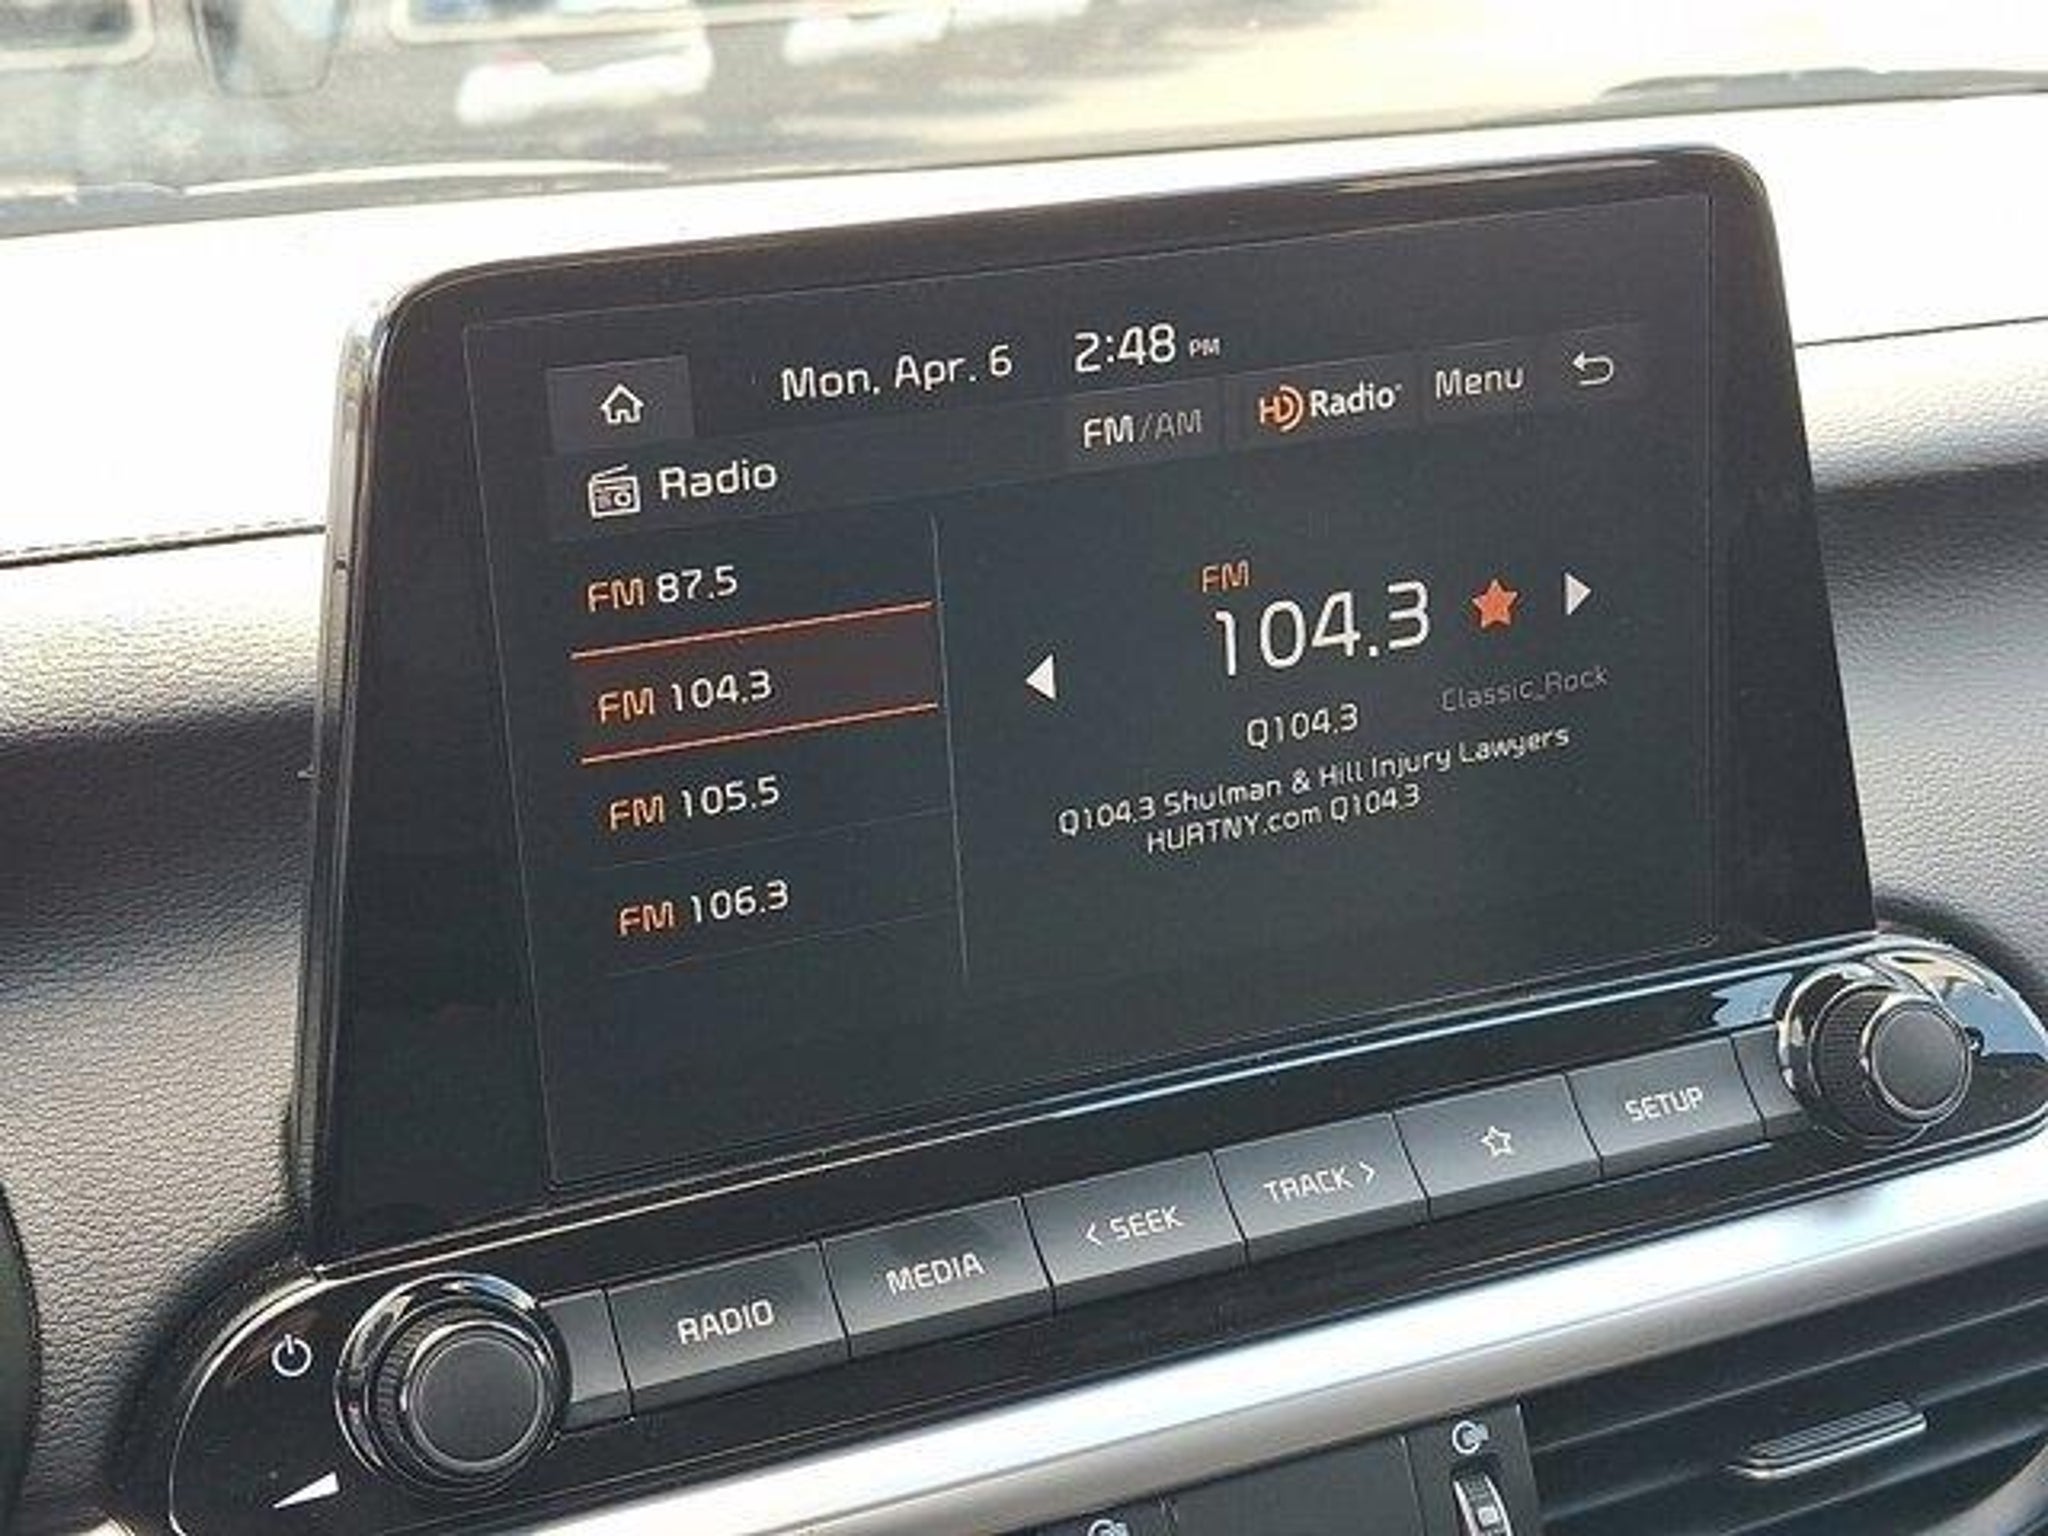 Mon, Apr. 6 2:48 PM
FM/AM HD Radio Menu
Radio
FM 87.5
FM 104.3
FM 105.5
FM 106.3
FM
104.3
Q104.3 Classic_Rock
Q104.3 Shulman & Hill Injury Lawyers
HURTNY.com Q104.3
RADIO MEDIA < SEEK TRACK > SETUP